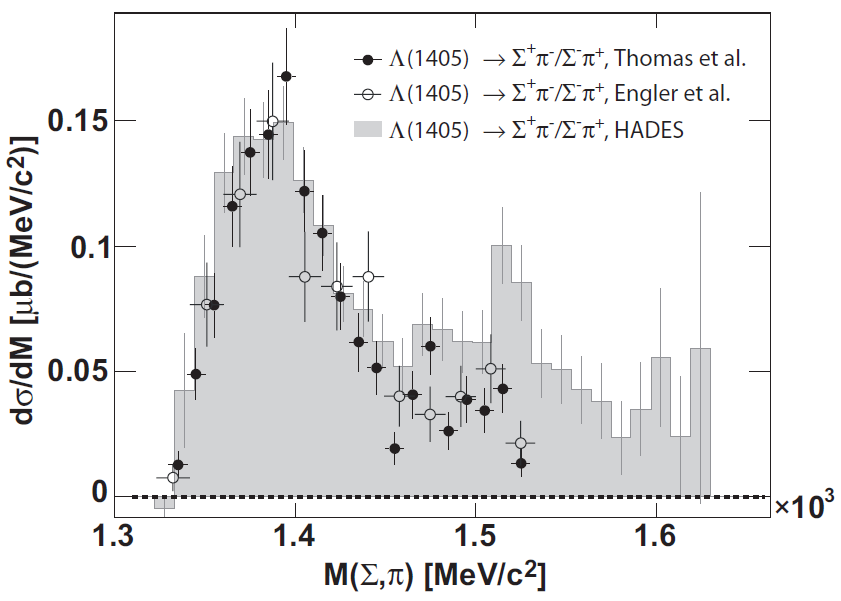 Λ(1405) → Σ⁺π⁻/Σ⁻π⁺, Thomas et al.
Λ(1405) → Σ⁺π⁻/Σ⁻π⁺, Engler et al.
Λ(1405) → Σ⁺π⁻/Σ⁻π⁺, HADES
dσ/dM [μb/(MeV/c²)]
0.15
0.1
0.05
0
1.3 1.4 1.5 1.6
×10³
M(Σ,π) [MeV/c²]